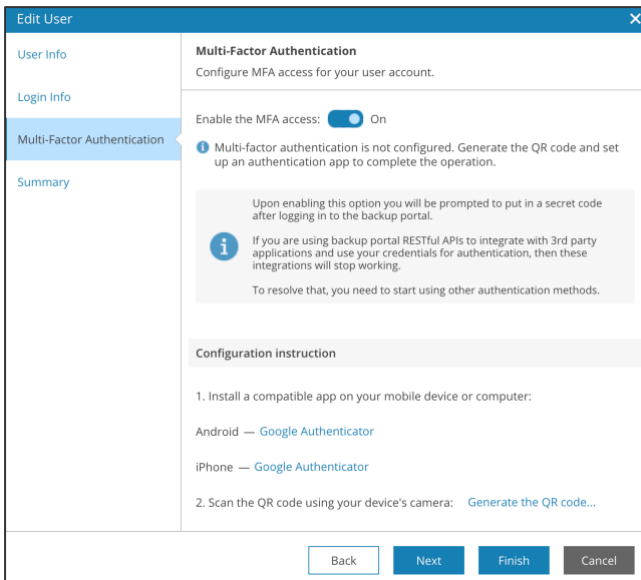 Edit User
User Info
Login Info
Multi-Factor Authentication
Summary
Multi-Factor Authentication
Configure MFA access for your user account.
Enable the MFA access: On
Multi-factor authentication is not configured. Generate the QR code and set
up an authentication app to complete the operation.
Upon enabling this option you will be prompted to put in a secret code
after logging in to the backup portal.
If you are using backup portal RESTful APIs to integrate with 3rd party
applications and use your credentials for authentication, then these
integrations will stop working.
To resolve that, you need to start using other authentication methods.
Configuration instruction
1. Install a compatible app on your mobile device or computer:
Android — Google Authenticator
iPhone — Google Authenticator
2. Scan the QR code using your device's camera: Generate the QR code...
Back Next Finish Cancel